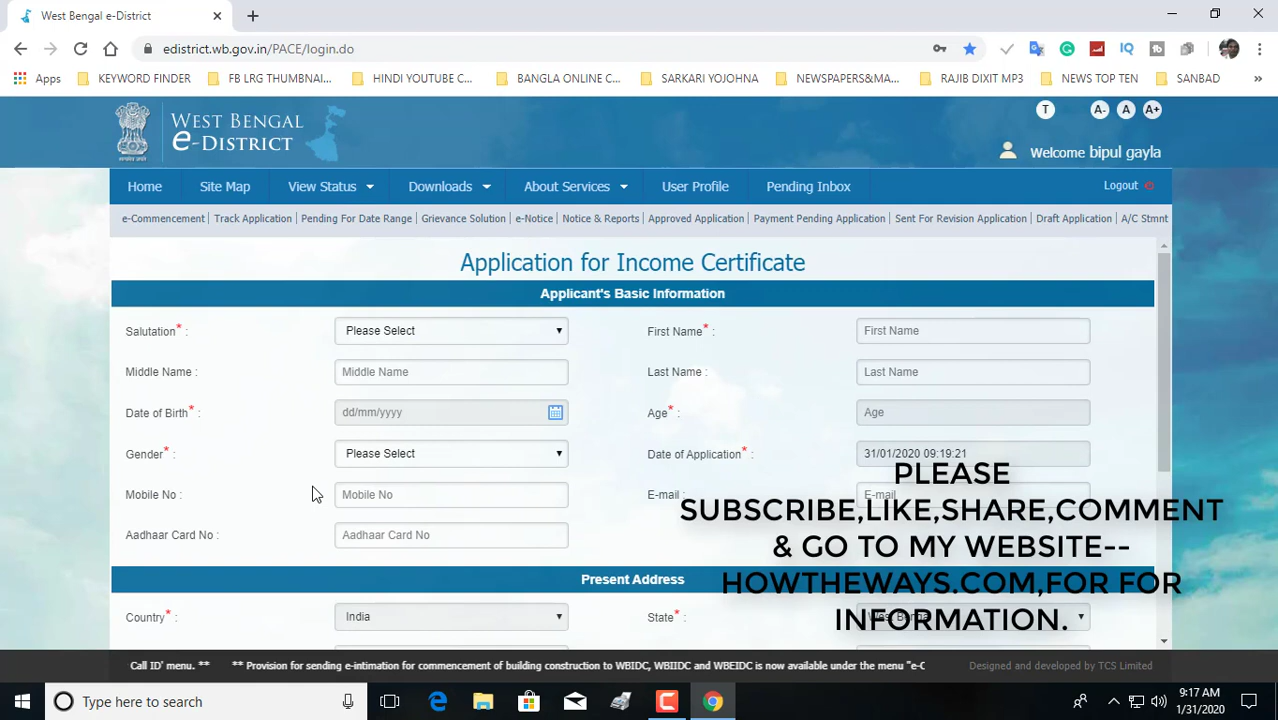 West Bengal e-District
edistrict.wb.gov.in/PACE/login.do
Apps
KEYWORD FINDER
FB LRG THUMBNAI...
HINDI YOUTUBE C...
BANGLA ONLINE C...
SARKARI YOJOHNA
NEWSPAPERS&MA...
RAJIB DIXIT MP3
NEWS TOP TEN
SANBAD
WEST BENGAL
e-DISTRICT
T A- A A+
Welcome bipul gayla
Home Site Map View Status Downloads About Services User Profile Pending Inbox Logout
e-Commencement| Track Application| Pending For Date Range| Grievance Solution| e-Notice| Notice & Reports| Approved Application| Payment Pending Application| Sent For Revision Application| Draft Application| A/C Stmnt
Application for Income Certificate
Applicant's Basic Information
Salutation* : Please Select First Name* : First Name
Middle Name : Middle Name Last Name : Last Name
Date of Birth* : dd/mm/yyyy Age* : Age
Gender* : Please Select Date of Application* : 31/01/2020 09:19:21
Mobile No : Mobile No E-mail : E-mail
Aadhaar Card No : Aadhaar Card No
PLEASE
SUBSCRIBE,LIKE,SHARE,COMMENT
& GO TO MY WEBSITE--
HOWTHEWAYS.COM,FOR FOR
INFORMATION.
Present Address
Country* : India State* : West Bengal
Call ID' menu. ** ** Provision for sending e-intimation for commencement of building construction to WBIDC, WBIIDC and WBEIDC is now available under the menu "e-C
Designed and developed by TCS Limited
Type here to search
9:17 AM
1/31/2020